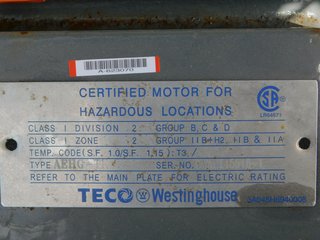 A-823070
CERTIFIED MOTOR FOR
HAZARDOUS LOCATIONS
LR64671
CLASS I DIVISION 2 GROUP B, C & D
CLASS I ZONE 2 GROUP IIB+H2, IIB & IIA
TEMP. CODE(S.F. 1.0/S.F. 1.15): T3 /
TYPE SER. NO.
REFER TO THE MAIN PLATE FOR ELECTRIC RATING
TECO Westinghouse